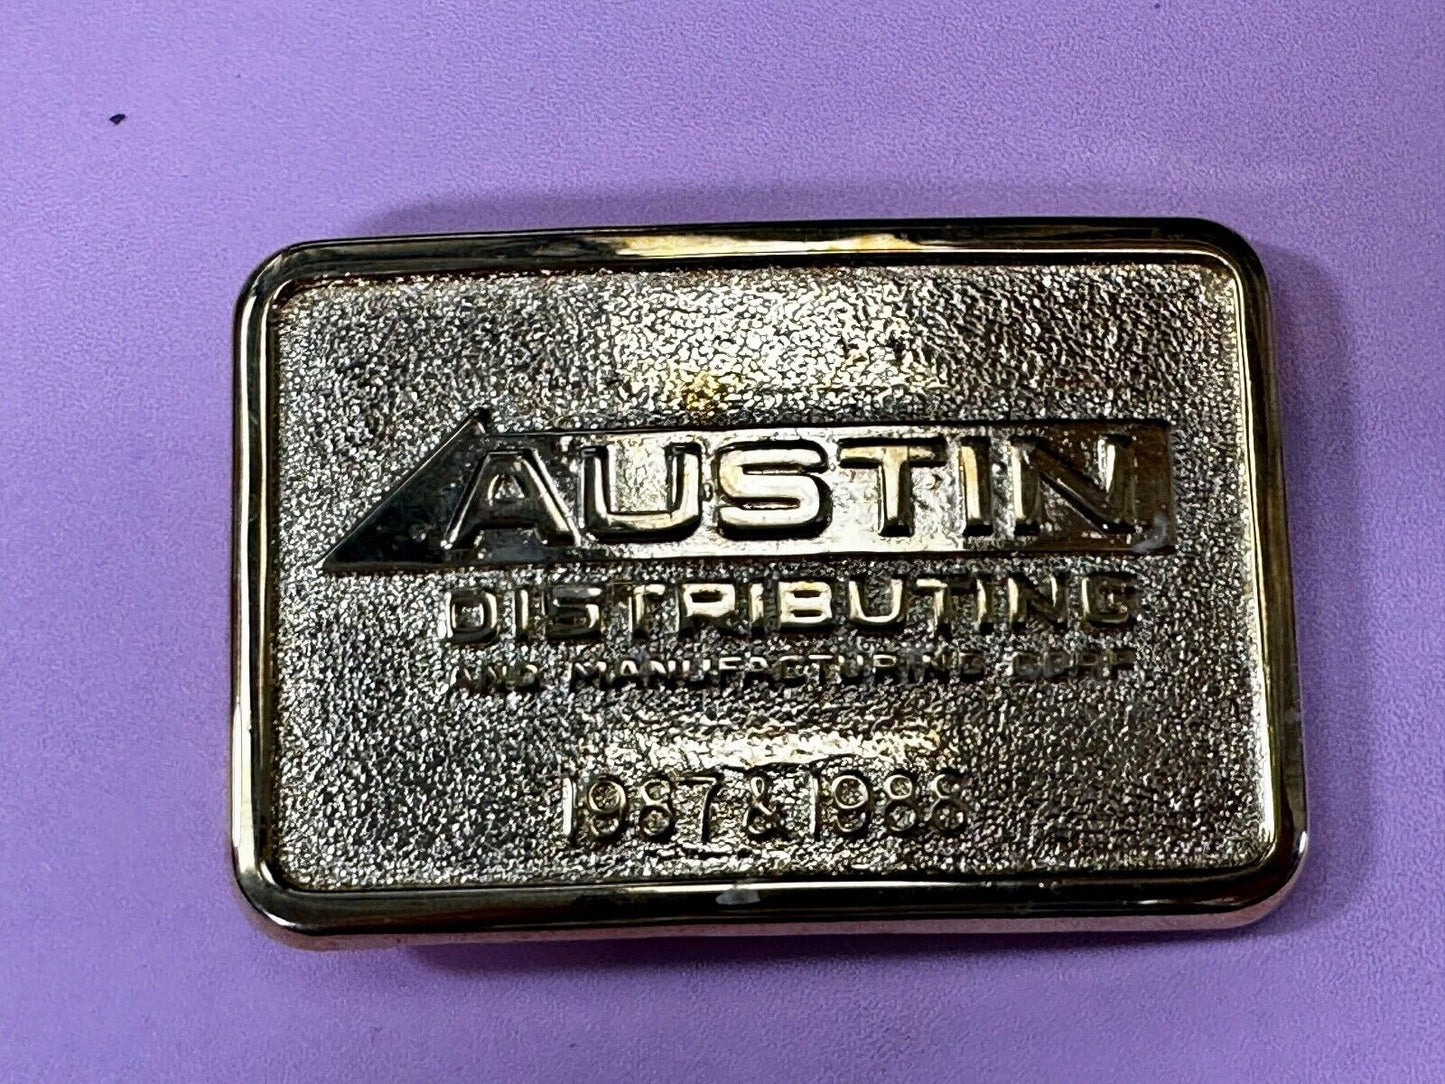 AUSTIN
DISTRIBUTING
AND MANUFACTURING CORP
1987 & 1988